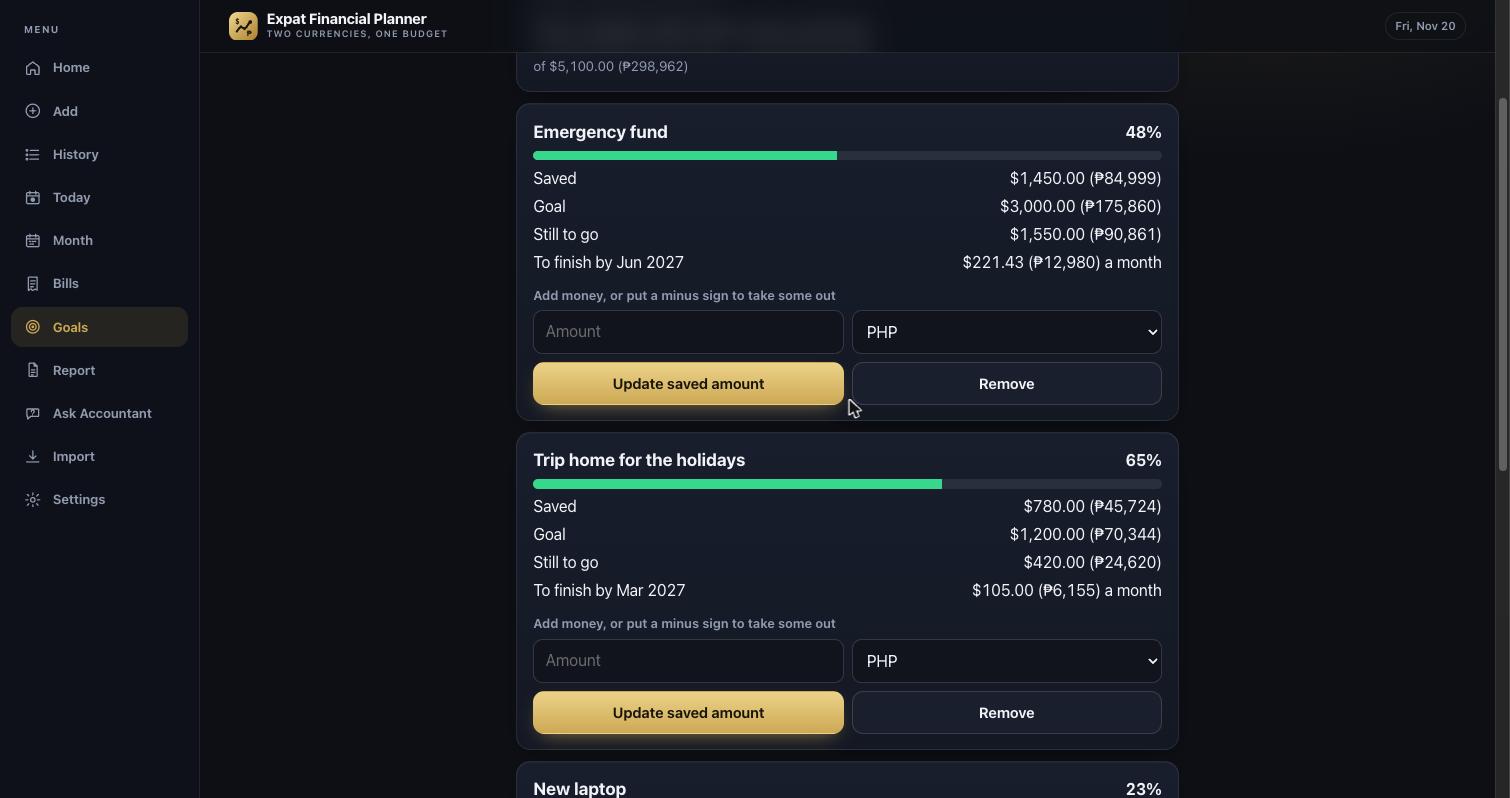 MENU
Home
Add
History
Today
Month
Bills
Goals
Report
Ask Accountant
Import
Settings
Expat Financial Planner
TWO CURRENCIES, ONE BUDGET
Fri, Nov 20
of $5,100.00 (₱298,962)
Emergency fund 48%
Saved $1,450.00 (₱84,999)
Goal $3,000.00 (₱175,860)
Still to go $1,550.00 (₱90,861)
To finish by Jun 2027 $221.43 (₱12,980) a month
Add money, or put a minus sign to take some out
Amount PHP
Update saved amount Remove
Trip home for the holidays 65%
Saved $780.00 (₱45,724)
Goal $1,200.00 (₱70,344)
Still to go $420.00 (₱24,620)
To finish by Mar 2027 $105.00 (₱6,155) a month
Add money, or put a minus sign to take some out
Amount PHP
Update saved amount Remove
New laptop 23%